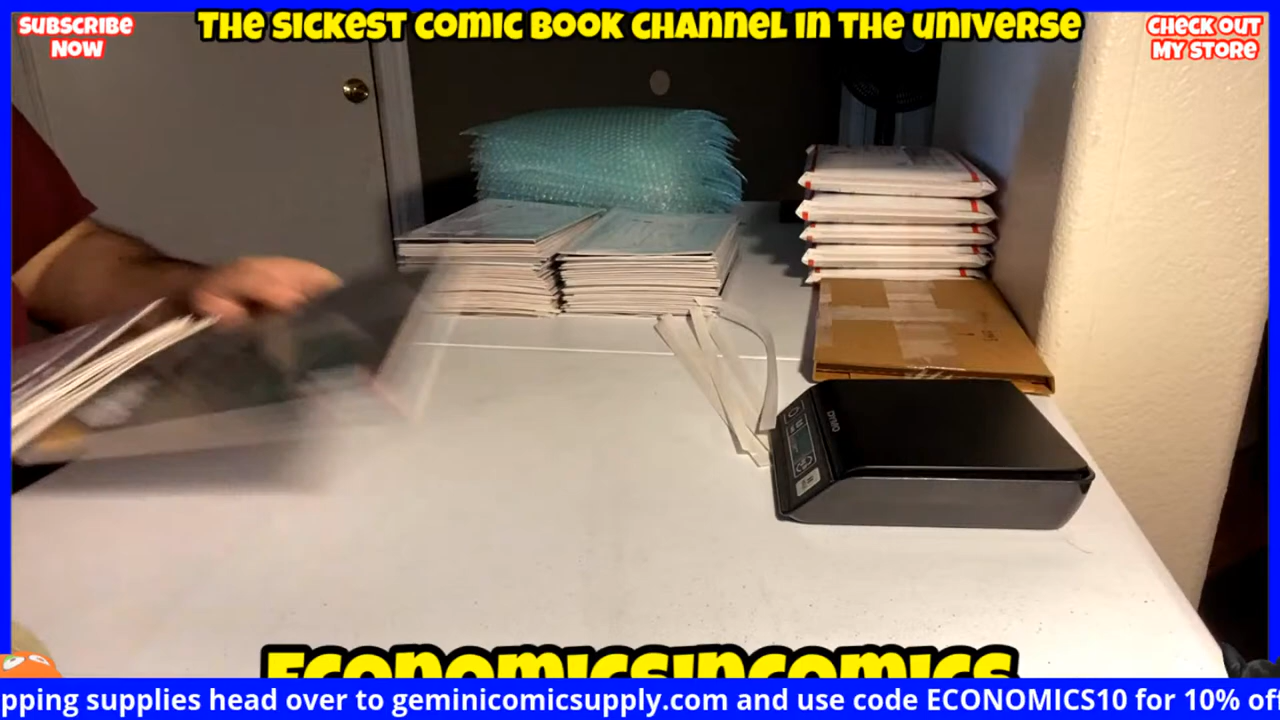 SUBSCRIBE
NOW
THE SICKEST COMIC BOOK CHANNEL IN THE UNIVERSE
CHECK OUT
MY STORE
DYMO
ECONOMICSINCOMICS
pping supplies head over to geminicomicsupply.com and use code ECONOMICS10 for 10% off